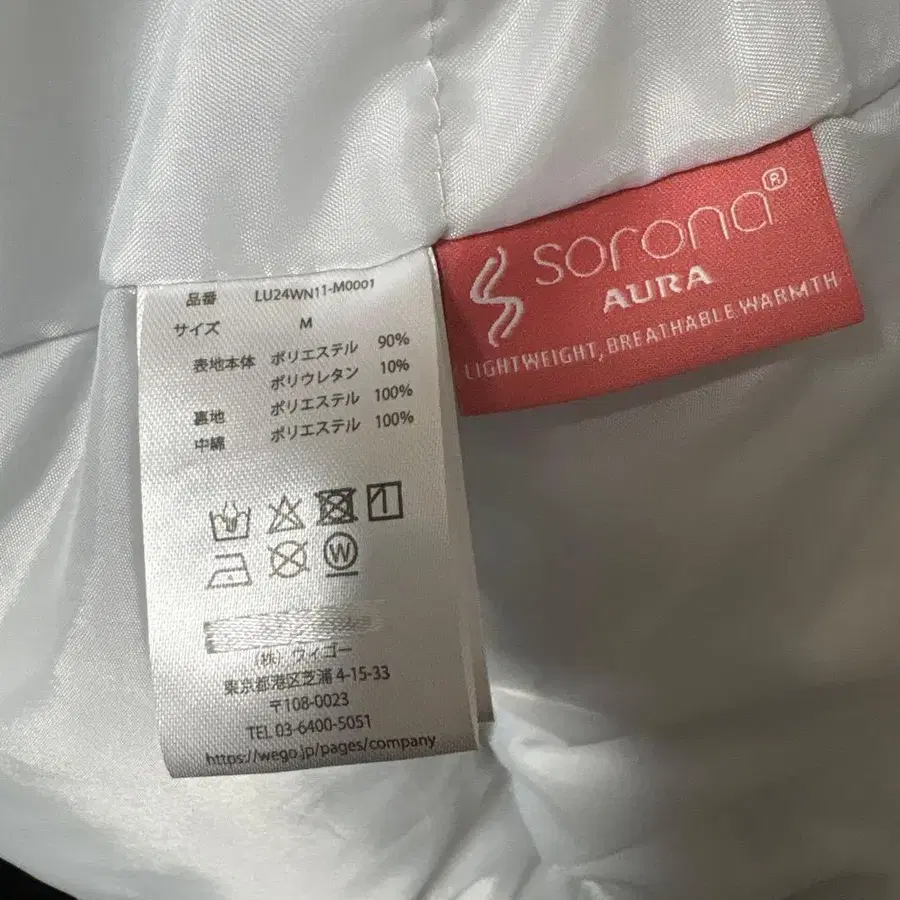 品番 LU24WN11-M0001
サイズ M
表地本体 ポリエステル 90%
ポリウレタン 10%
裏地 ポリエステル 100%
中綿 ポリエステル 100%
W
(株) ウィゴー
東京都港区芝浦 4-15-33
〒108-0023
TEL 03-6400-5051
https://wego.jp/pages/company
sorona®
AURA
LIGHTWEIGHT, BREATHABLE WARMTH